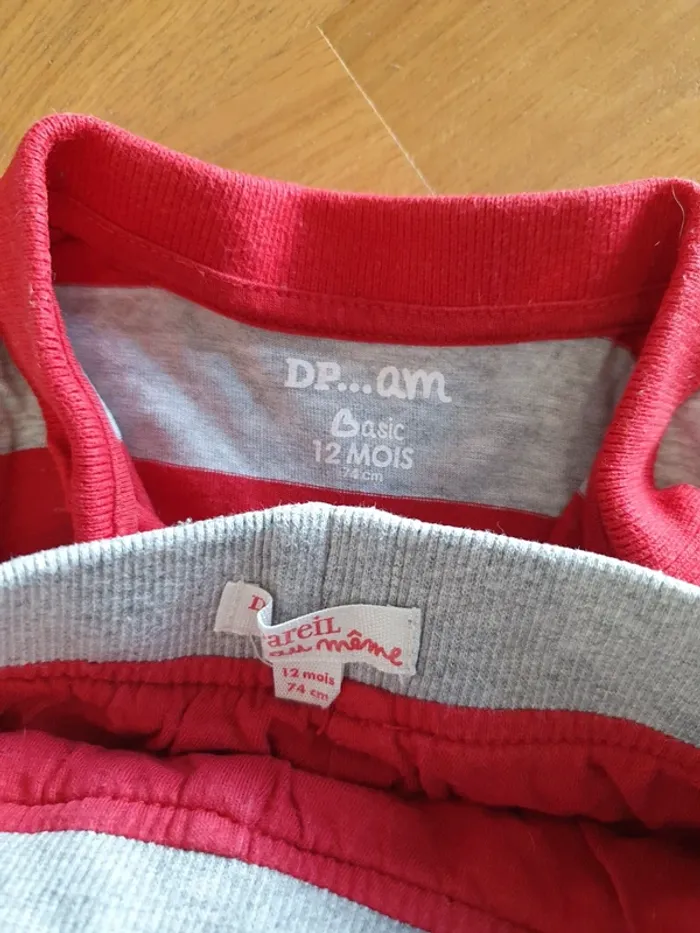 DP...am
Basic
12 MOIS
74 cm
areiL
au même
12 mois
74 cm